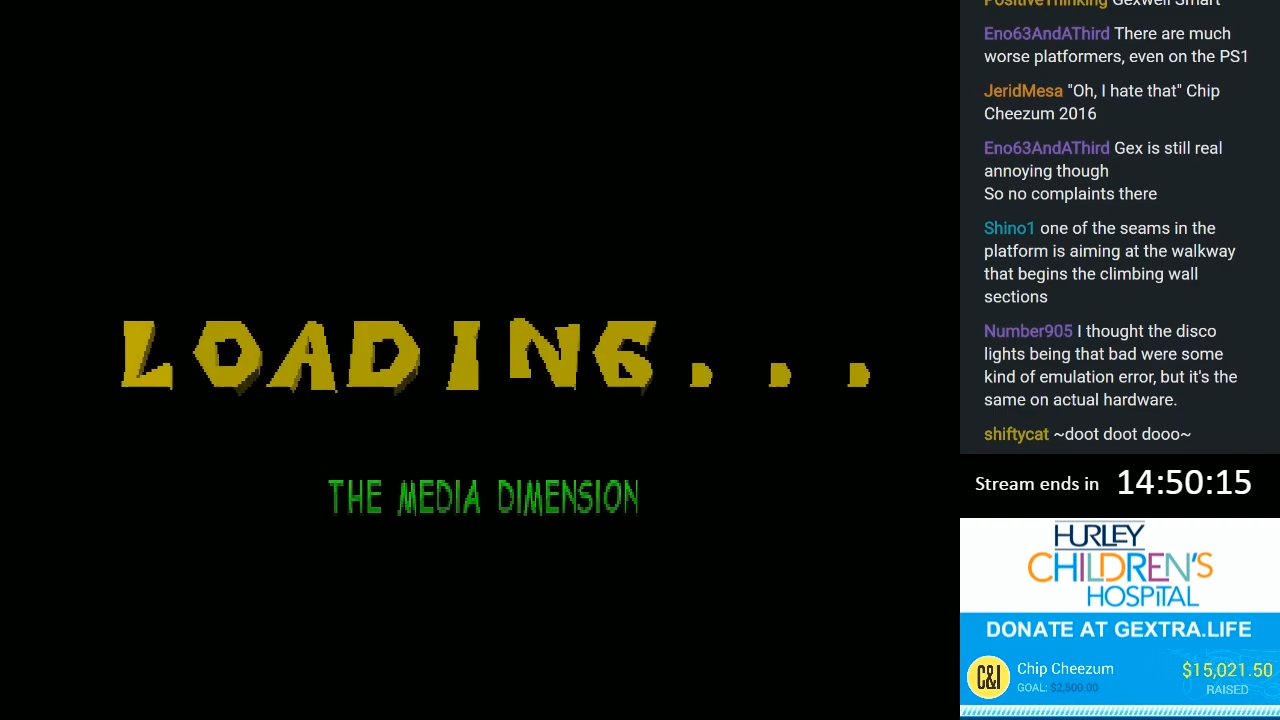 LOADING...
THE MEDIA DIMENSION
PositiveThinking Gexwell Smart
Eno63AndAThird There are much
worse platformers, even on the PS1
JeridMesa "Oh, I hate that" Chip
Cheezum 2016
Eno63AndAThird Gex is still real
annoying though
So no complaints there
Shino1 one of the seams in the
platform is aiming at the walkway
that begins the climbing wall
sections
Number905 I thought the disco
lights being that bad were some
kind of emulation error, but it's the
same on actual hardware.
shiftycat ~doot doot dooo~
Stream ends in 14:50:15
HURLEY
CHILDREN'S
HOSPITAL
DONATE AT GEXTRA.LIFE
C&I
Chip Cheezum $15,021.50
GOAL: $2,500.00 RAISED